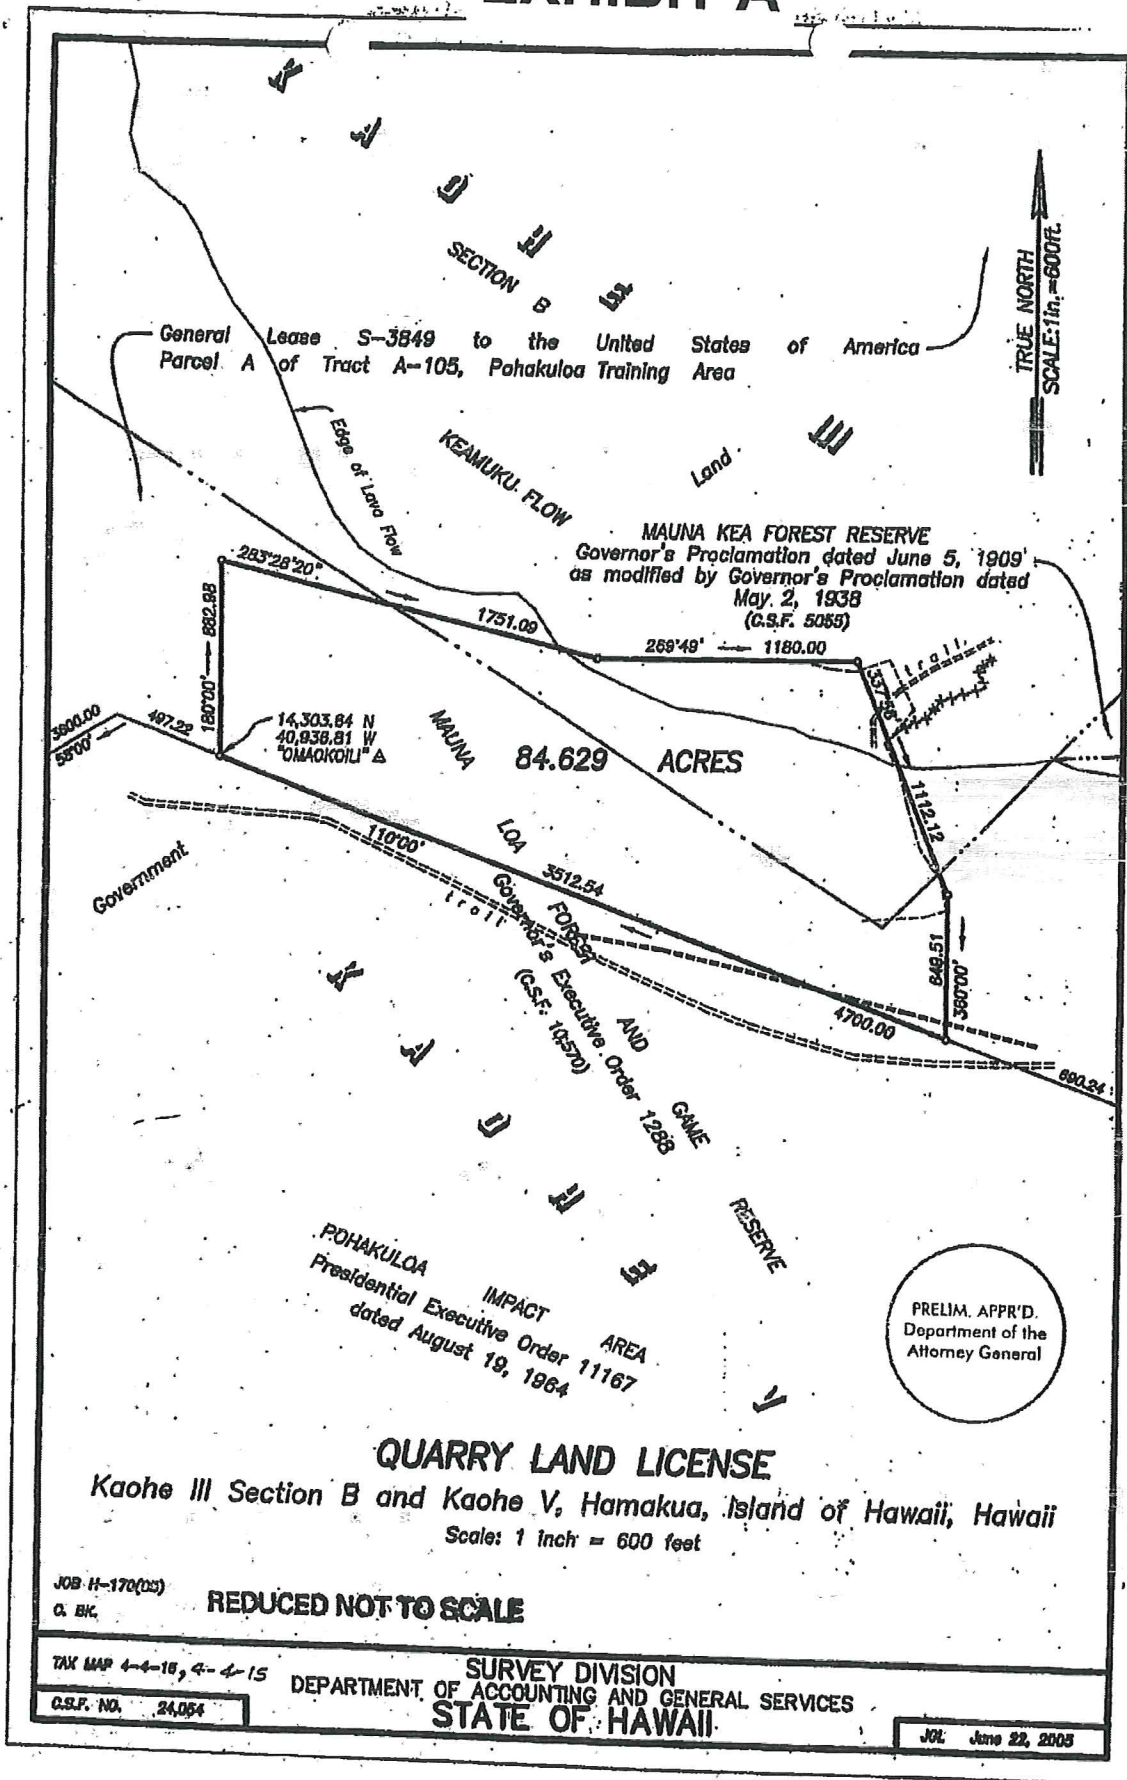 EXHIBIT A
K A O H E III
SECTION B
TRUE NORTH
SCALE: 1in.=600ft.
General Lease S-3849 to the United States of America
Parcel A of Tract A-105, Pohakuloa Training Area
Edge of Lava Flow
KEAMUKU FLOW
Land
MAUNA KEA FOREST RESERVE
Governor's Proclamation dated June 5, 1909
as modified by Governor's Proclamation dated
May 2, 1938
(C.S.F. 5055)
283°28'20"
1751.09
269°49' 1180.00
trail
337°56'
1112.12
180°00' 882.98
3600.00
58°00'
497.22
14,303.64 N
40,938.81 W
"OMAOKOILI"
84.629 ACRES
MAUNA LOA FOREST AND GAME RESERVE
Governor's Executive Order 1288
(C.S.F. 10,570)
110°00' 3512.54
trail
Government
649.51
360°00'
4700.00
690.24
K A O H E V
POHAKULOA IMPACT AREA
Presidential Executive Order 11167
dated August 19, 1964
PRELIM. APPR'D.
Department of the
Attorney General
QUARRY LAND LICENSE
Kaohe III Section B and Kaohe V, Hamakua, Island of Hawaii, Hawaii
Scale: 1 inch = 600 feet
JOB H-170(05)
C. BK.
REDUCED NOT TO SCALE
TAX MAP 4-4-16, 4-4-15
C.S.F. NO. 24,054
SURVEY DIVISION
DEPARTMENT OF ACCOUNTING AND GENERAL SERVICES
STATE OF HAWAII
JOL June 22, 2005